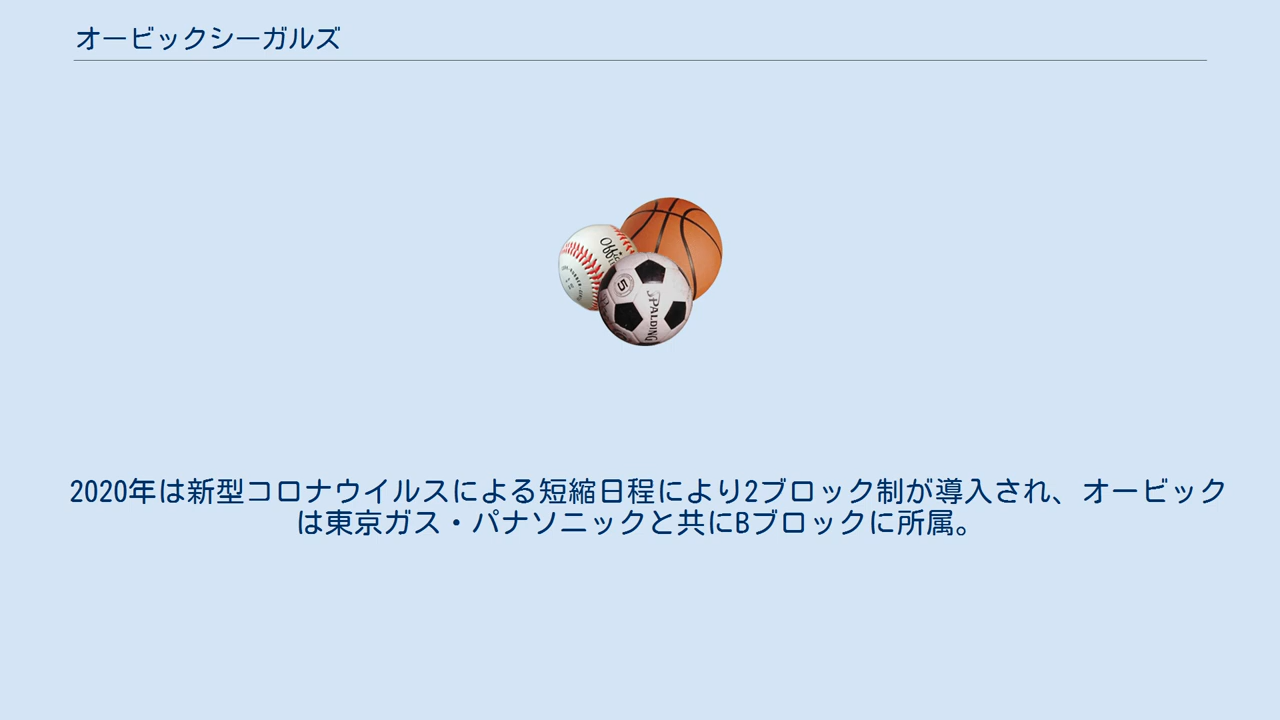 オービックシーガルズ
Offic
5
SPALDING
2020年は新型コロナウイルスによる短縮日程により2ブロック制が導入され、オービック
は東京ガス・パナソニックと共にBブロックに所属。